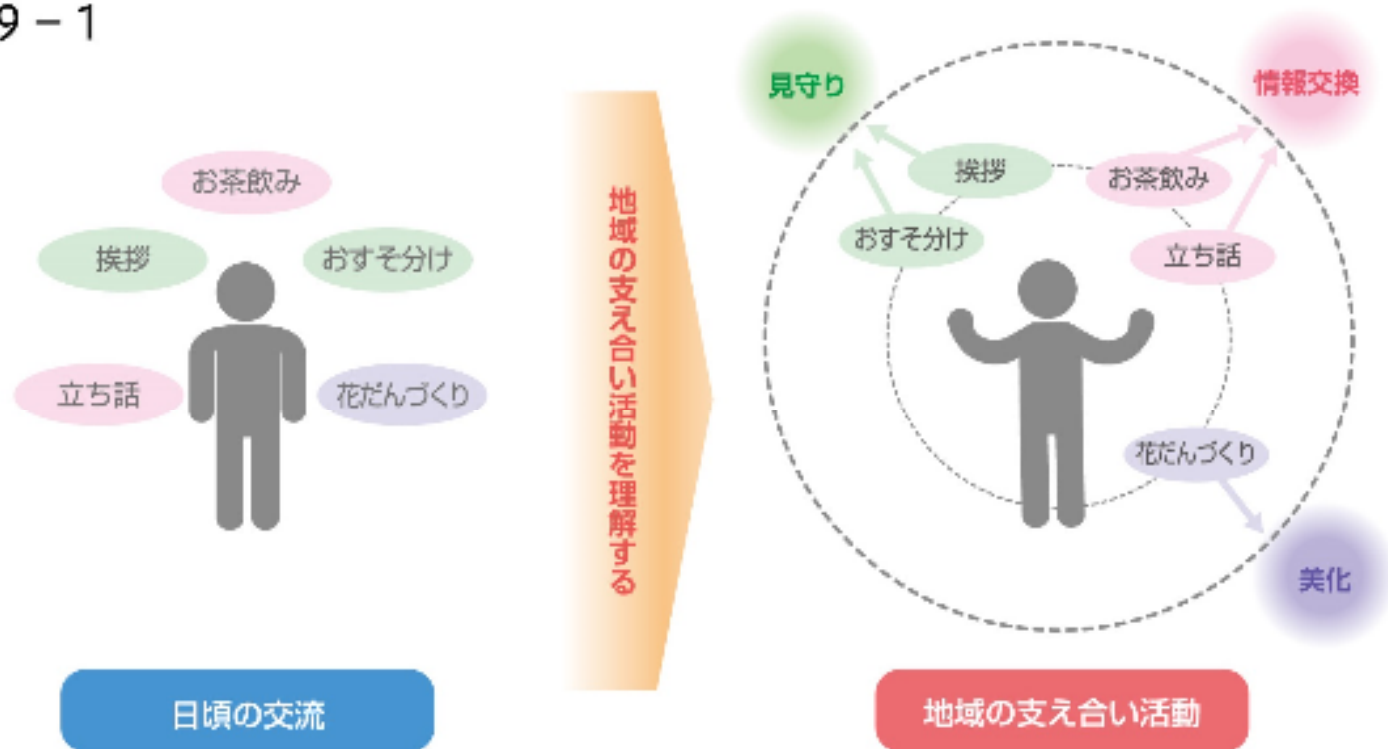 9－1
お茶飲み
挨拶
おすそ分け
立ち話
花だんづくり
日頃の交流
地域の支え合い活動を理解する
見守り
情報交換
挨拶
お茶飲み
おすそ分け
立ち話
花だんづくり
美化
地域の支え合い活動